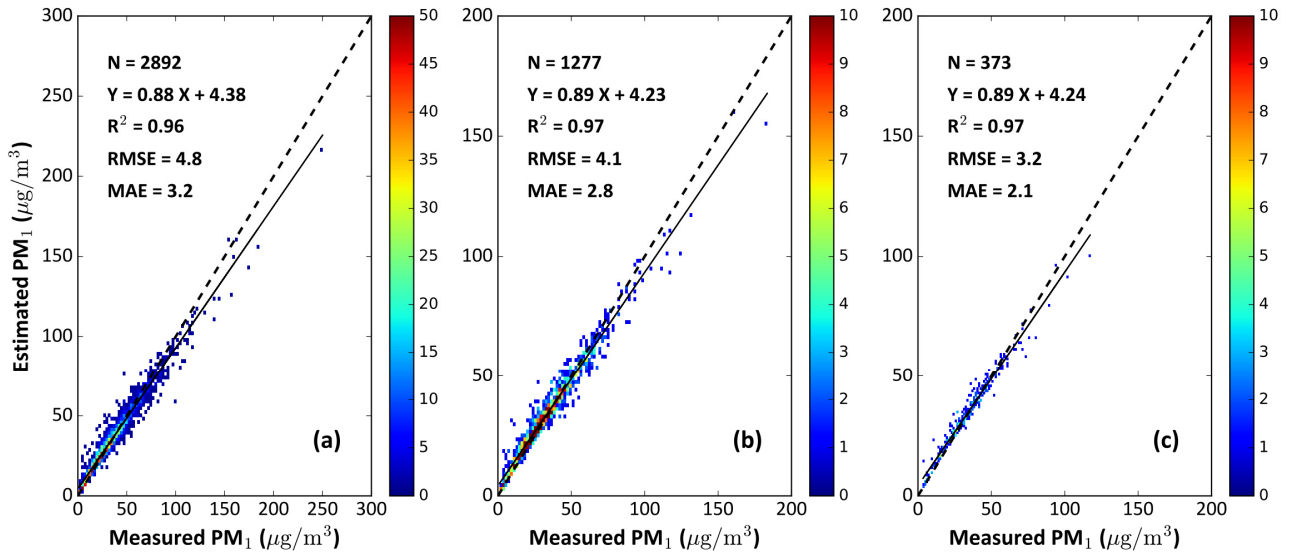 Estimated PM₁ (μg/m³)
300
250
200
150
100
50
0
N = 2892
Y = 0.88 X + 4.38
R² = 0.96
RMSE = 4.8
MAE = 3.2
(a)
0 50 100 150 200 250 300
Measured PM₁ (μg/m³)
50
45
40
35
30
25
20
15
10
5
0
200
150
100
50
0
N = 1277
Y = 0.89 X + 4.23
R² = 0.97
RMSE = 4.1
MAE = 2.8
(b)
0 50 100 150 200
Measured PM₁ (μg/m³)
10
9
8
7
6
5
4
3
2
1
0
200
150
100
50
0
N = 373
Y = 0.89 X + 4.24
R² = 0.97
RMSE = 3.2
MAE = 2.1
(c)
0 50 100 150 200
Measured PM₁ (μg/m³)
10
9
8
7
6
5
4
3
2
1
0